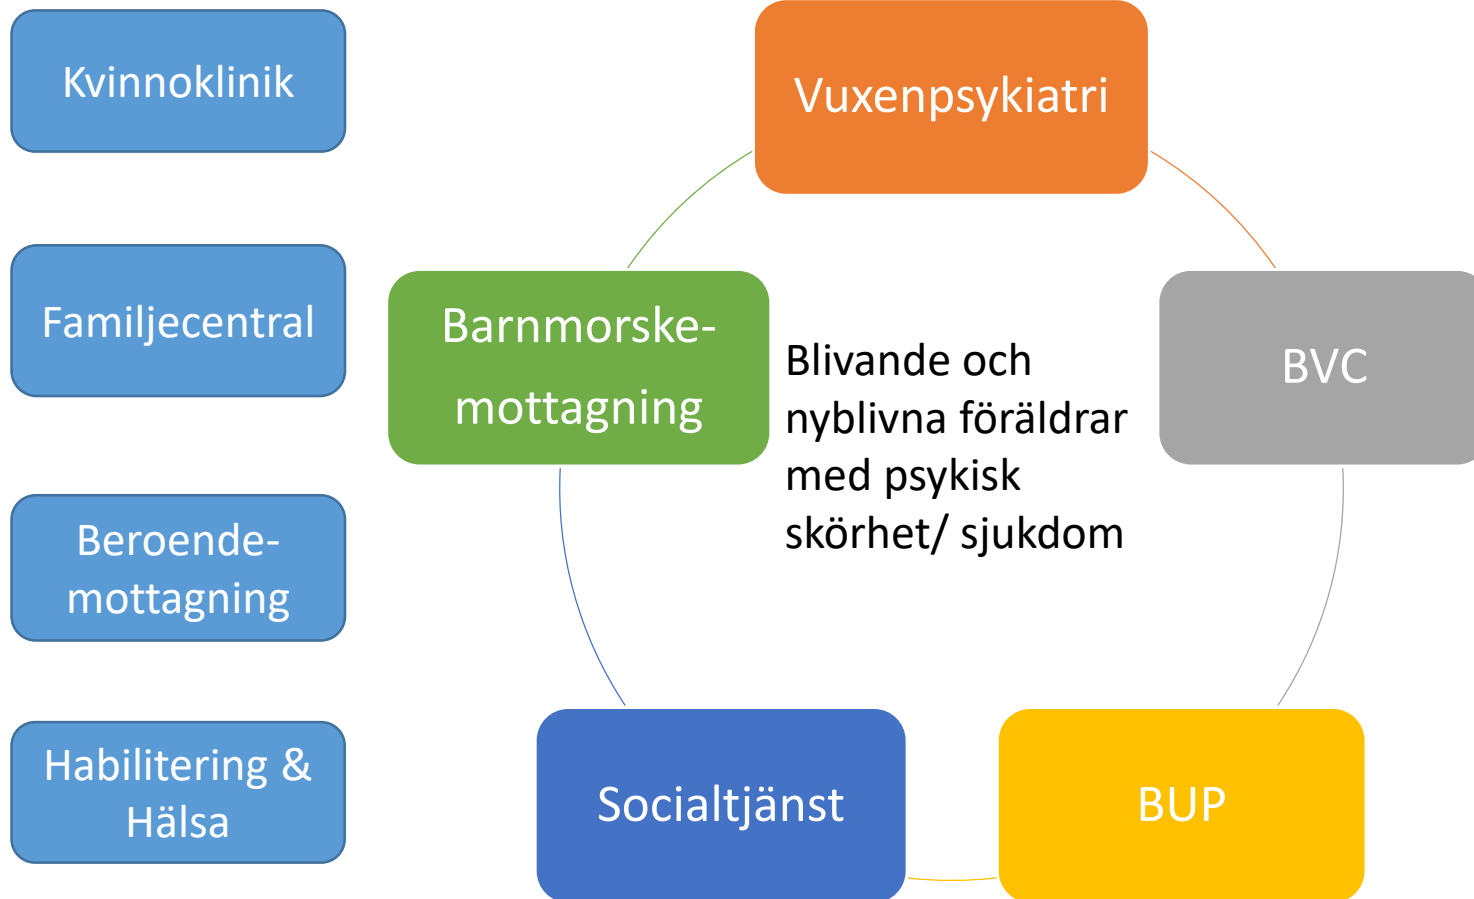 Kvinnoklinik
Familjecentral
Beroende-
mottagning
Habilitering &
Hälsa
Vuxenpsykiatri
Barnmorske-
mottagning
Blivande och
nyblivna föräldrar
med psykisk
skörhet/ sjukdom
BVC
Socialtjänst
BUP